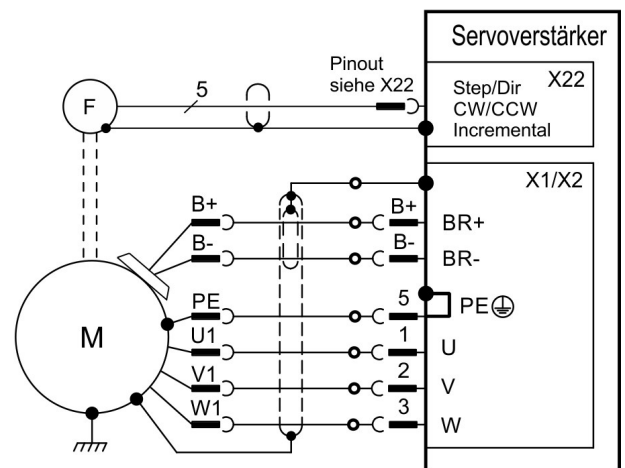 Servoverstärker
Pinout
siehe X22
X22
5
F
Step/Dir
CW/CCW
Incremental
X1/X2
B+
B+
BR+
B-
B-
BR-
PE
5
PE
M
U1
1
U
V1
2
V
W1
3
W